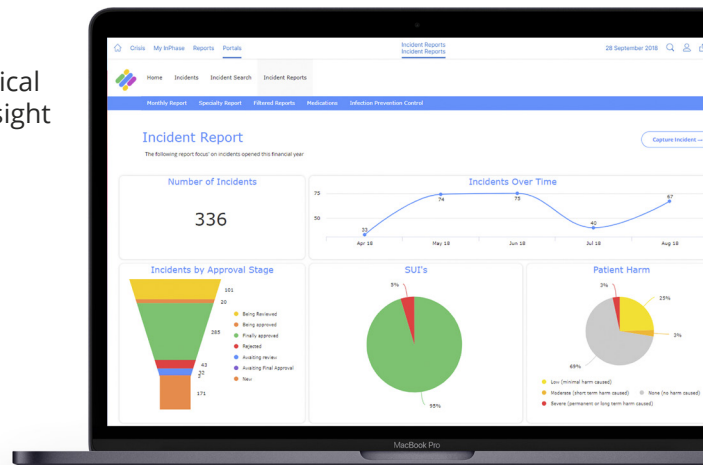 ical
sight
Crisis My InPhase Reports Portals
Incident Reports
Incident Reports
28 September 2018
Home Incidents Incident Search Incident Reports
Monthly Report Specialty Report Filtered Reports Medications Infection Prevention Control
Incident Report
The following report focus' on incidents opened this financial year
Capture Incident
Number of Incidents
336
Incidents Over Time
75
50
74
75
40
67
Apr 18 May 18 Jun 18 Jul 18 Aug 18
Incidents by Approval Stage
101
20
285
43
32
171
Being Reviewed
Being approved
Finally approved
Rejected
Awaiting review
Awaiting Final Approval
New
SUI's
5%
95%
Patient Harm
3%
25%
3%
69%
Low (minimal harm caused)
Moderate (short term harm caused) None (no harm caused)
Severe (permanent or long term harm caused)
MacBook Pro